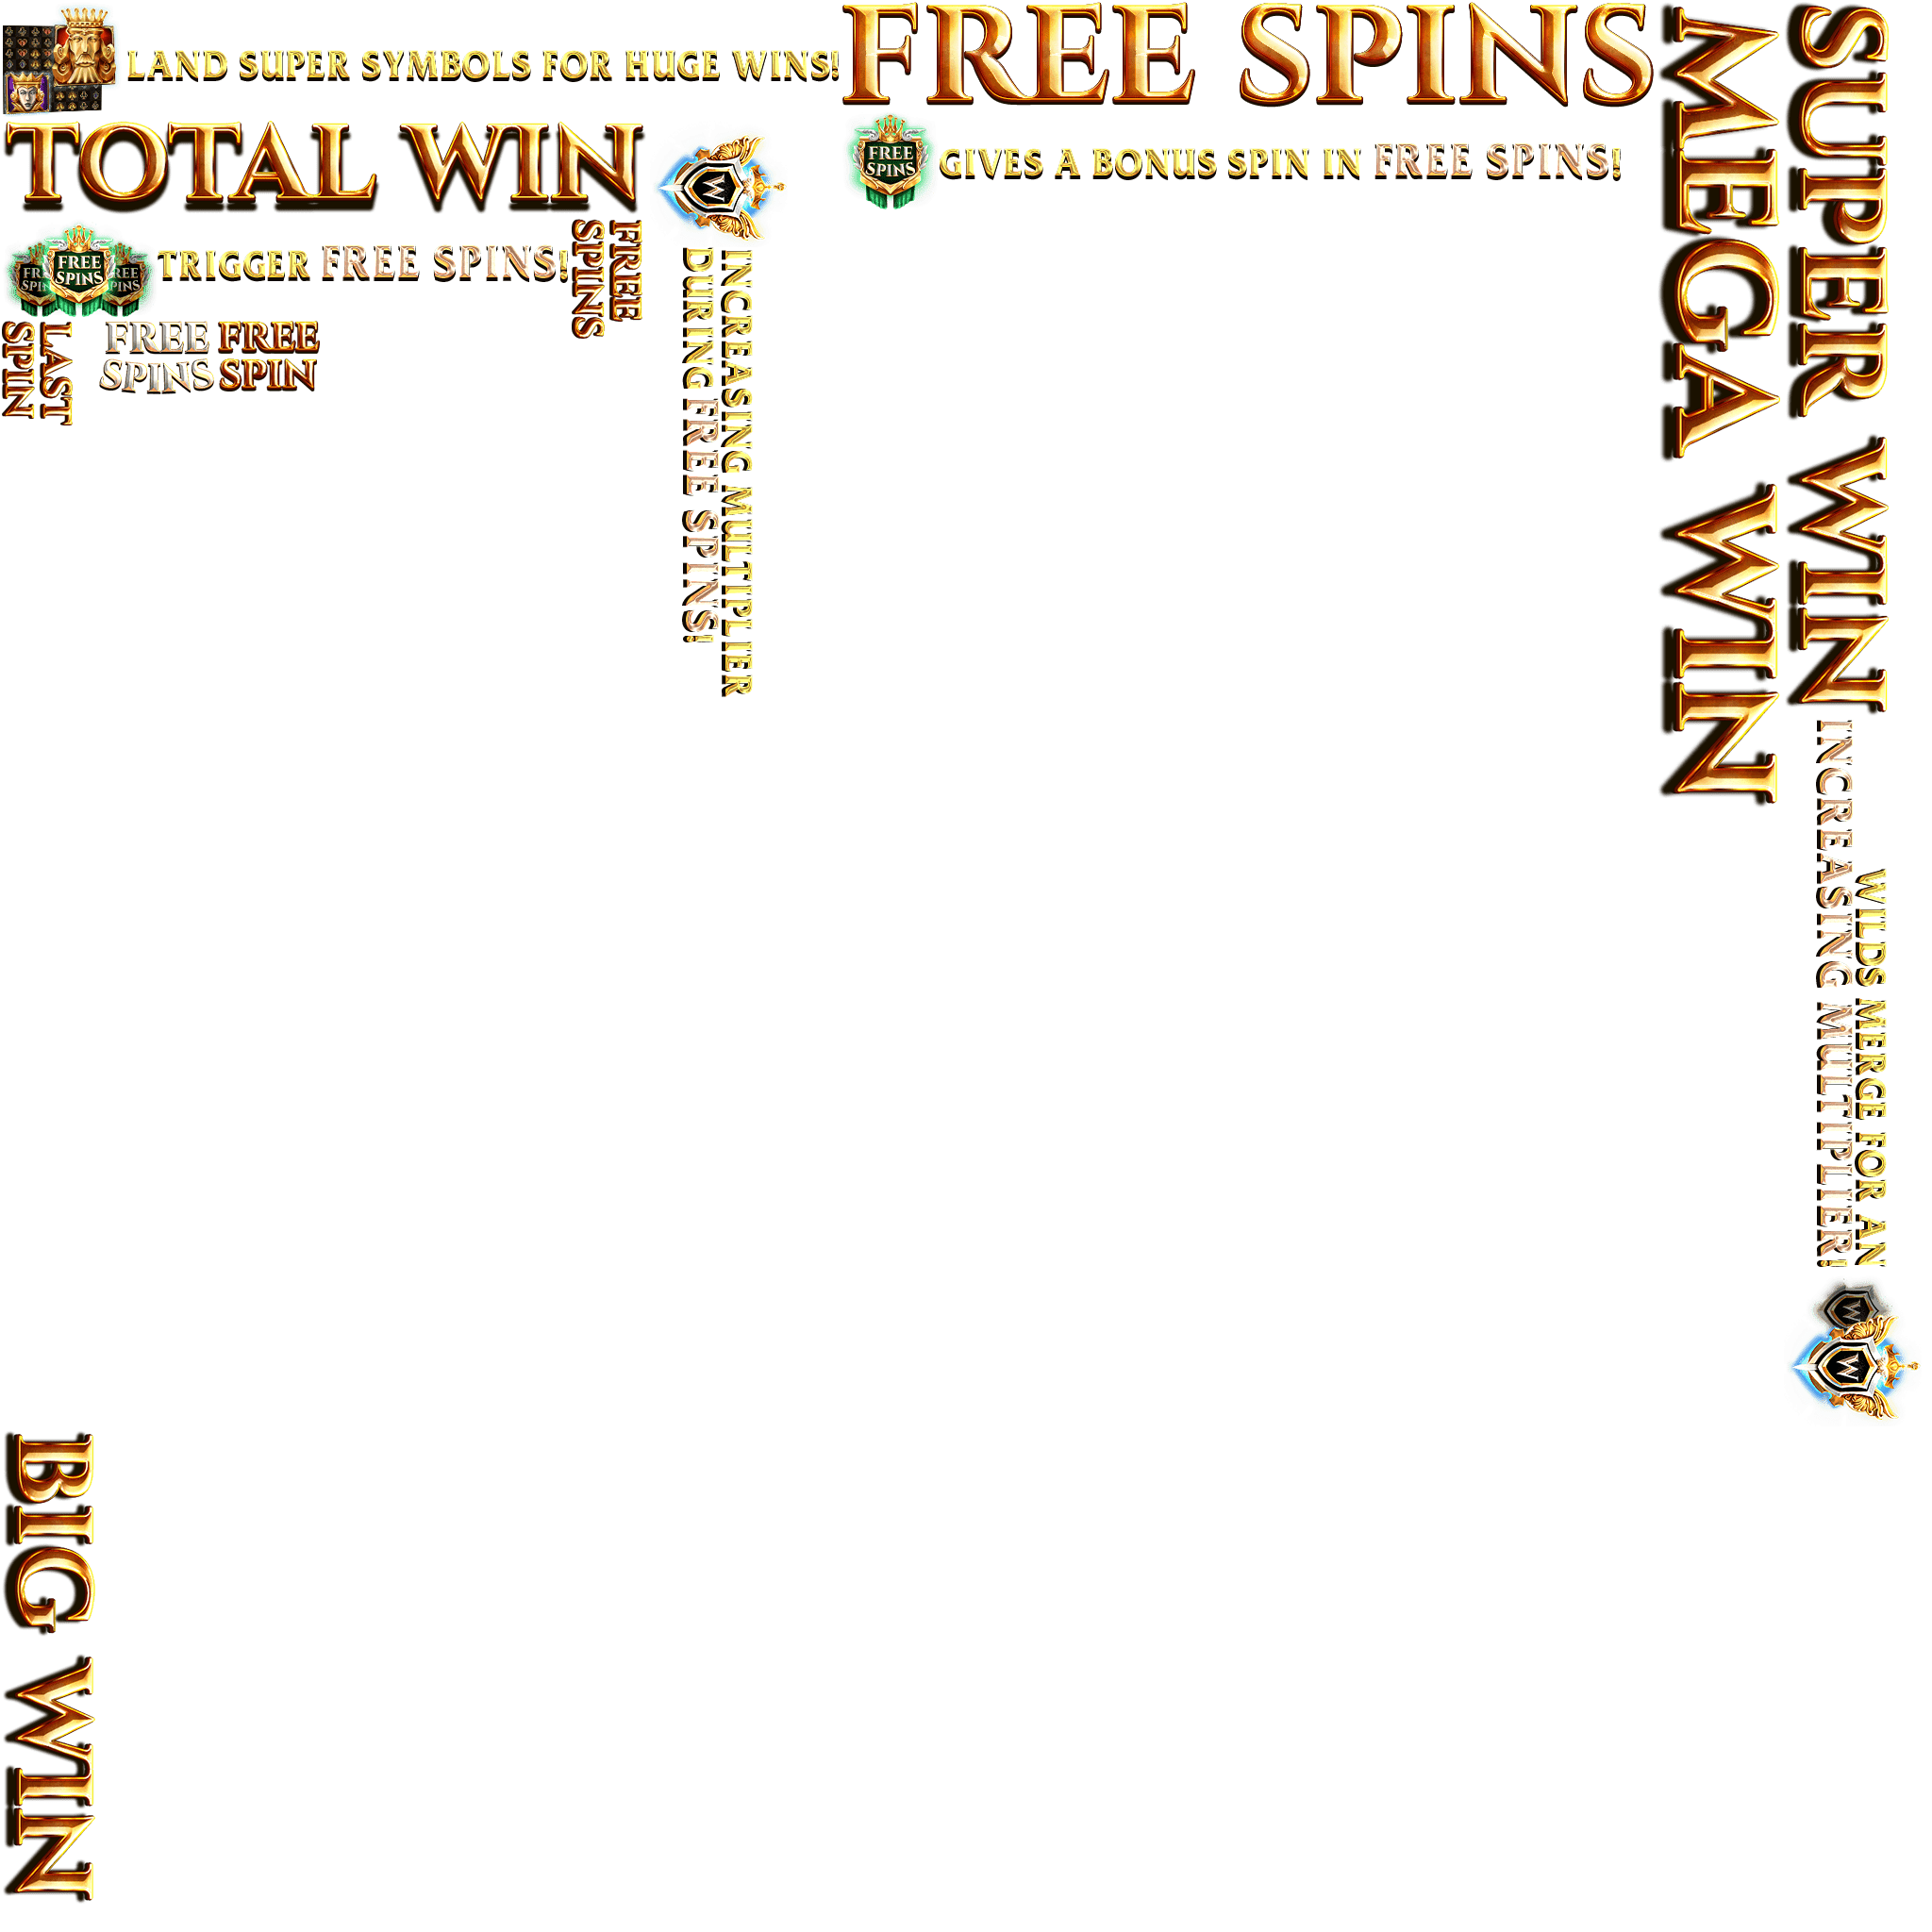 LAND SUPER SYMBOLS FOR HUGE WINS!
FREE SPINS
TOTAL WIN
W
FREE
SPINS
GIVES A BONUS SPIN IN FREE SPINS!
MEGA WIN
SUPER WIN
FREE
SPINS
TRIGGER FREE SPINS!
FREE
SPINS
INCREASING MULTIPLIER
DURING FREE SPINS!
LAST
SPIN
FREE
SPINS
FREE
SPIN
WILDS MERGE FOR AN
INCREASING MULTIPLIER!
W
W
BIG WIN